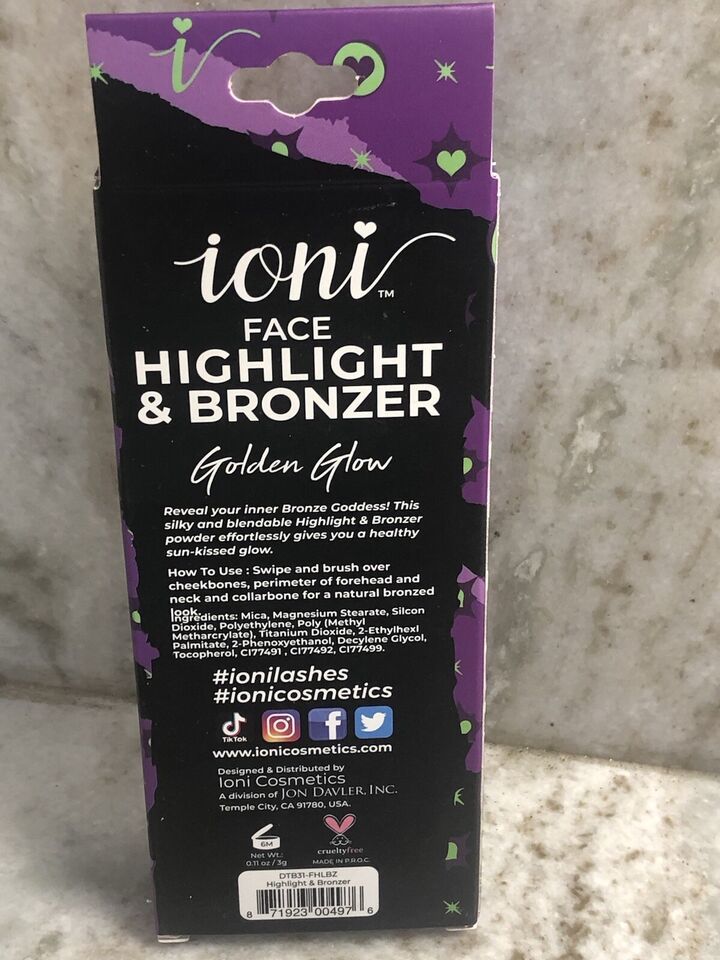 i
ioni™
FACE
HIGHLIGHT
& BRONZER
Golden Glow
Reveal your inner Bronze Goddess! This
silky and blendable Highlight & Bronzer
powder effortlessly gives you a healthy
sun-kissed glow.
How To Use : Swipe and brush over
cheekbones, perimeter of forehead and
neck and collarbone for a natural bronzed
look.
Ingredients: Mica, Magnesium Stearate, Silcon
Dioxide, Polyethylene, Poly (Methyl
Metharcrylate), Titanium Dioxide, 2-Ethylhexl
Palmitate, 2-Phenoxyethanol, Decylene Glycol,
Tocopherol, CI77491 , CI77492, CI77499.
#ionilashes
#ionicosmetics
TikTok
www.ionicosmetics.com
Designed & Distributed by
Ioni Cosmetics
A division of JON DAVLER, INC.
Temple City, CA 91780, USA.
6M
Net Wt.:
0.11 oz / 3g
crueltyfree
MADE IN P.R.O.C.
DTB31-FHLBZ
Highlight & Bronzer
8 71923 00497 6